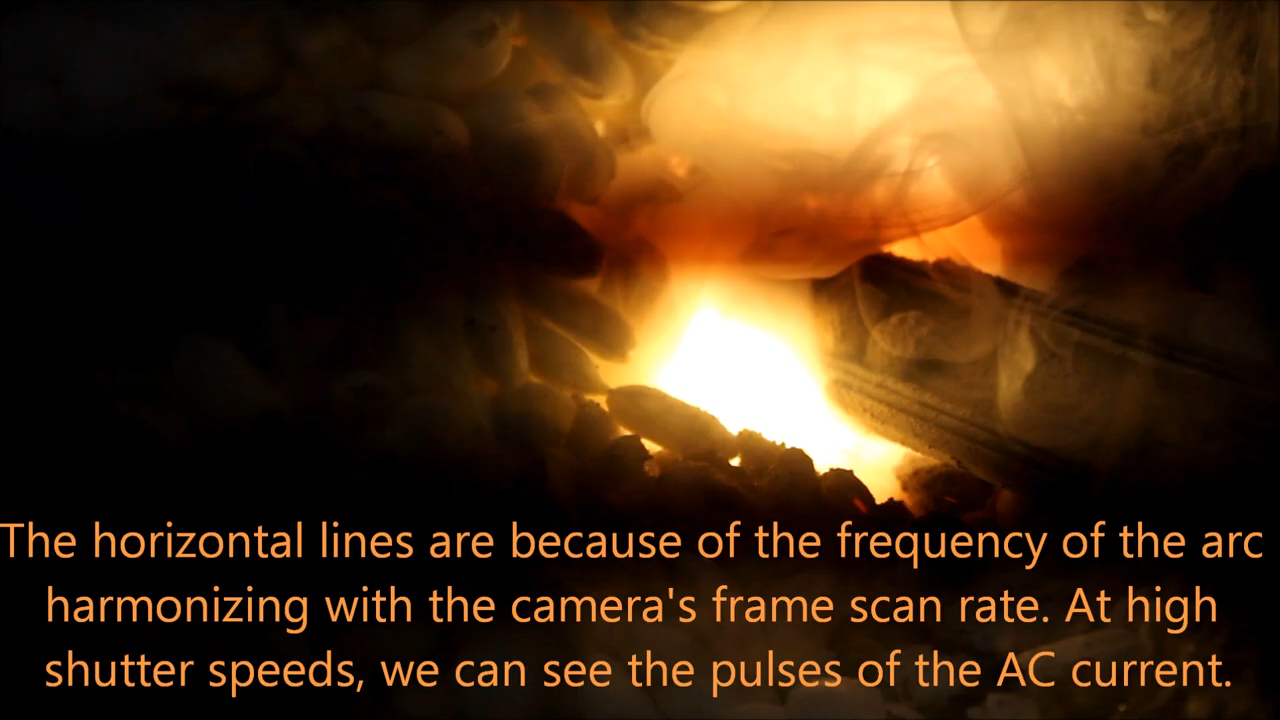 The horizontal lines are because of the frequency of the arc
harmonizing with the camera's frame scan rate. At high
shutter speeds, we can see the pulses of the AC current.